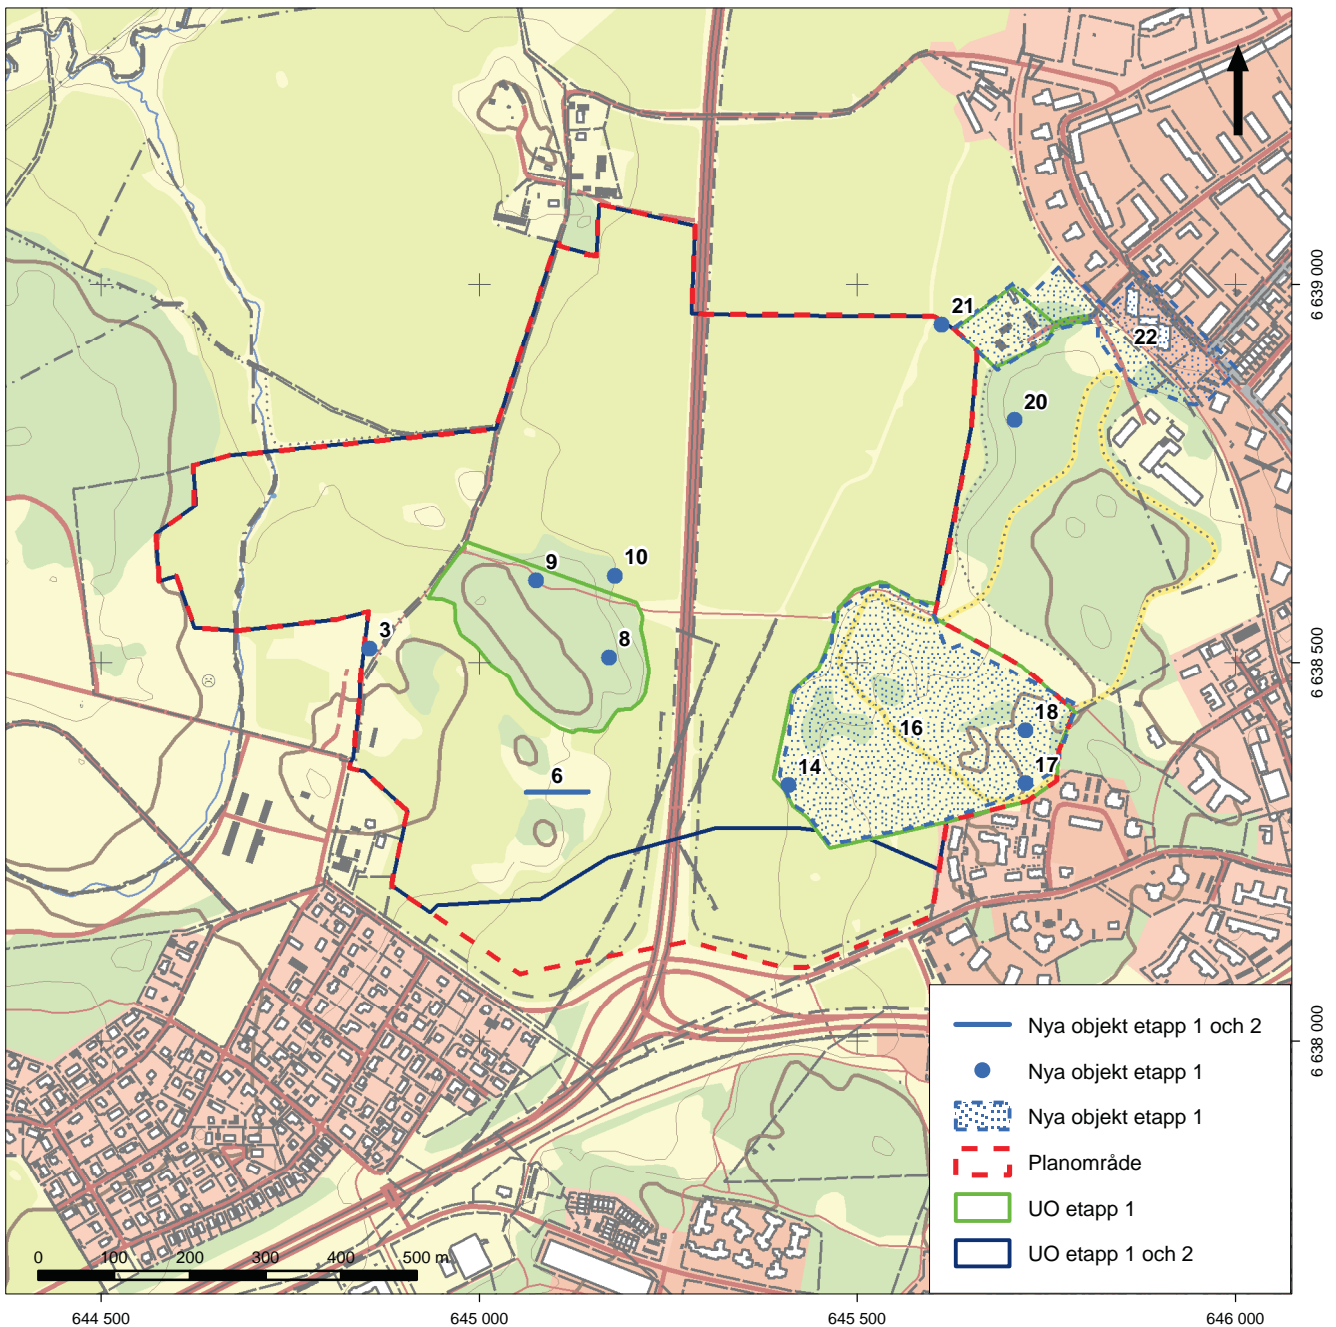 21
22
20
9
10
3
8
18
16
6
14
17
6 639 000
6 638 500
6 638 000
Nya objekt etapp 1 och 2
Nya objekt etapp 1
Nya objekt etapp 1
Planområde
UO etapp 1
UO etapp 1 och 2
0 100 200 300 400 500 m
644 500 645 000 645 500 646 000